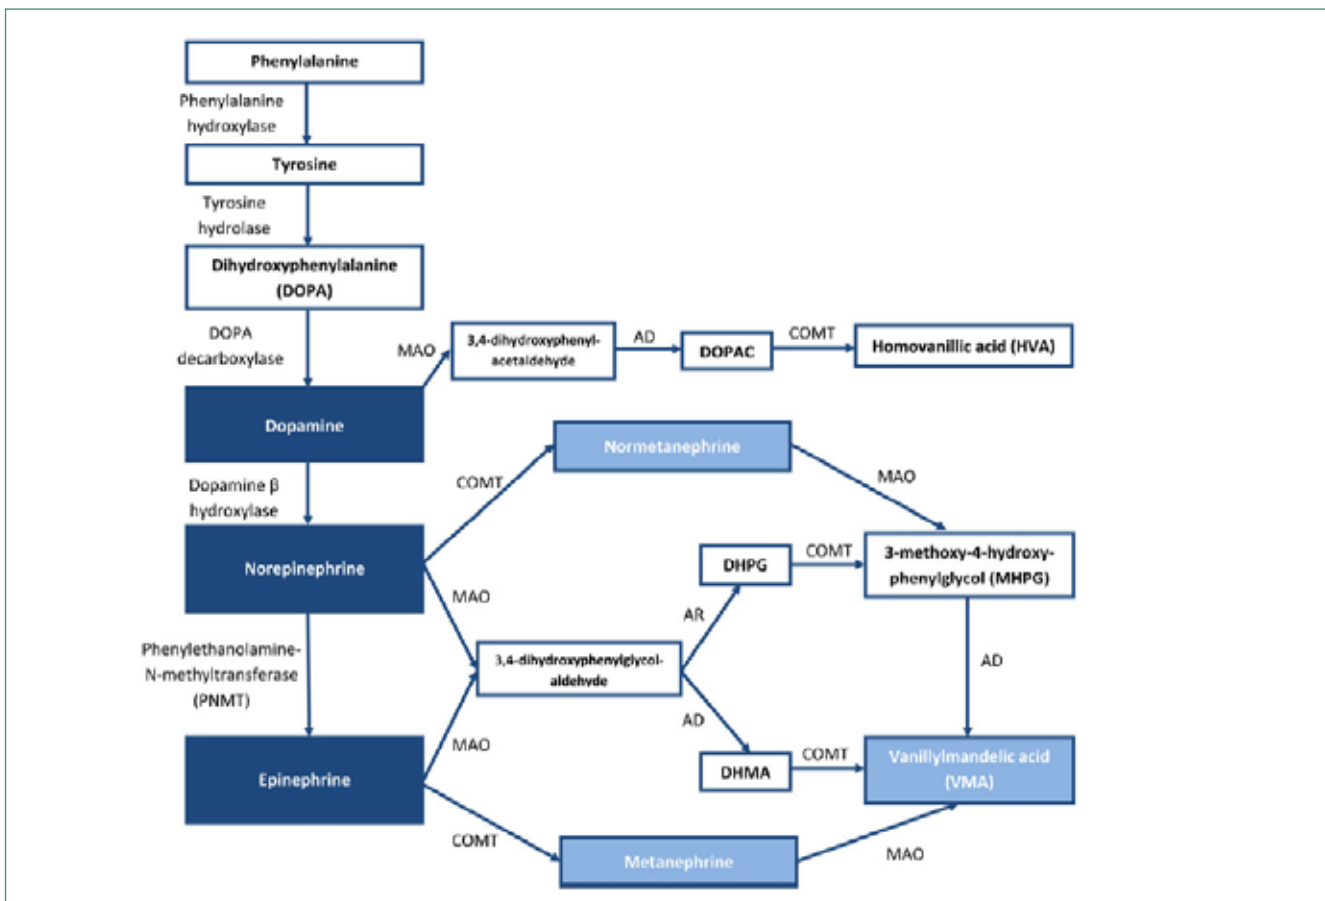 Phenylalanine
Phenylalanine
hydroxylase
Tyrosine
Tyrosine
hydrolase
Dihydroxyphenylalanine
(DOPA)
DOPA
decarboxylase
MAO
3,4-dihydroxyphenyl-
acetaldehyde
AD
DOPAC
COMT
Homovanillic acid (HVA)
Dopamine
Normetanephrine
COMT
MAO
Dopamine β
hydroxylase
Norepinephrine
DHPG
COMT
3-methoxy-4-hydroxy-
phenylglycol (MHPG)
MAO
AR
Phenylethanolamine-
N-methyltransferase
(PNMT)
3,4-dihydroxyphenylglycol-
aldehyde
AD
AD
MAO
Epinephrine
DHMA
COMT
Vanillylmandelic acid
(VMA)
COMT
Metanephrine
MAO